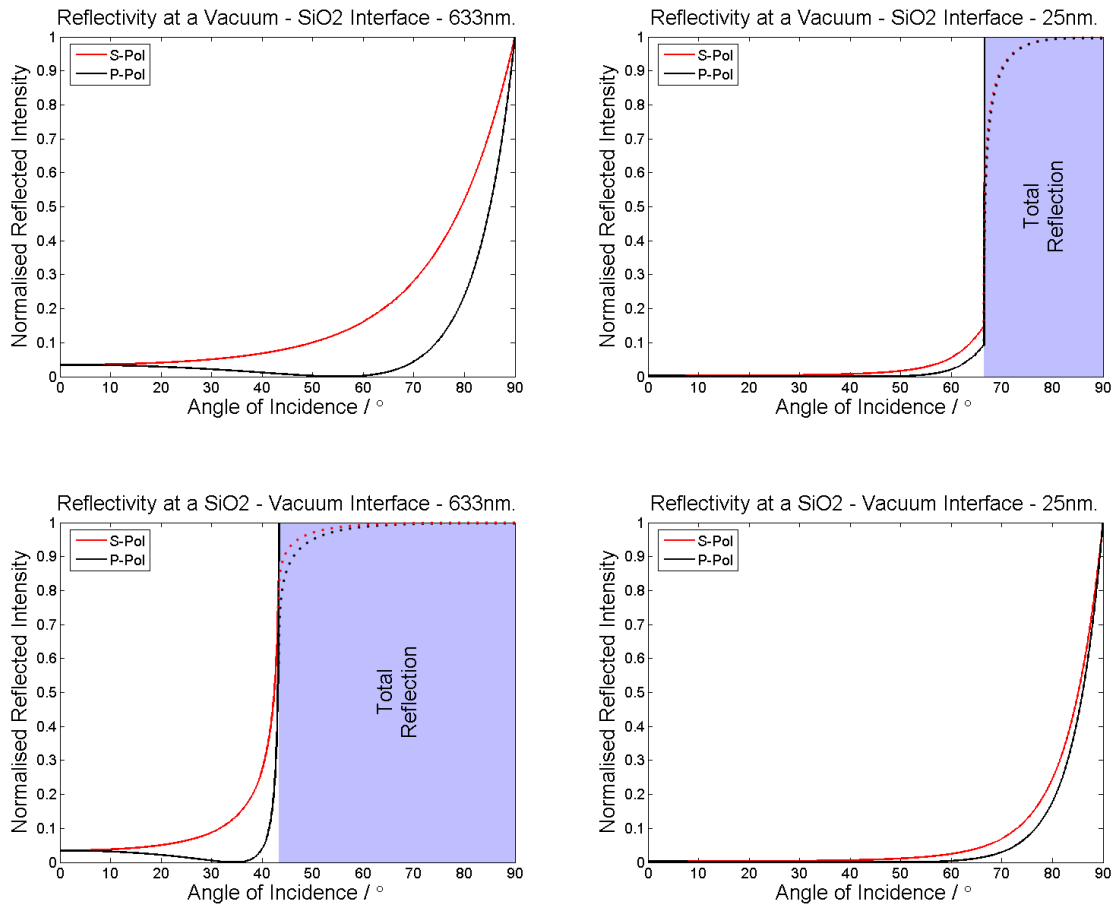 Reflectivity at a Vacuum - SiO2 Interface - 633nm.
Normalised Reflected Intensity
1
0.9
0.8
0.7
0.6
0.5
0.4
0.3
0.2
0.1
0
S-Pol
P-Pol
0 10 20 30 40 50 60 70 80 90
Angle of Incidence / °
Reflectivity at a Vacuum - SiO2 Interface - 25nm.
Normalised Reflected Intensity
1
0.9
0.8
0.7
0.6
0.5
0.4
0.3
0.2
0.1
0
S-Pol
P-Pol
Total
Reflection
0 10 20 30 40 50 60 70 80 90
Angle of Incidence / °
Reflectivity at a SiO2 - Vacuum Interface - 633nm.
Normalised Reflected Intensity
1
0.9
0.8
0.7
0.6
0.5
0.4
0.3
0.2
0.1
0
S-Pol
P-Pol
Total
Reflection
0 10 20 30 40 50 60 70 80 90
Angle of Incidence / °
Reflectivity at a SiO2 - Vacuum Interface - 25nm.
Normalised Reflected Intensity
1
0.9
0.8
0.7
0.6
0.5
0.4
0.3
0.2
0.1
0
S-Pol
P-Pol
0 10 20 30 40 50 60 70 80 90
Angle of Incidence / °